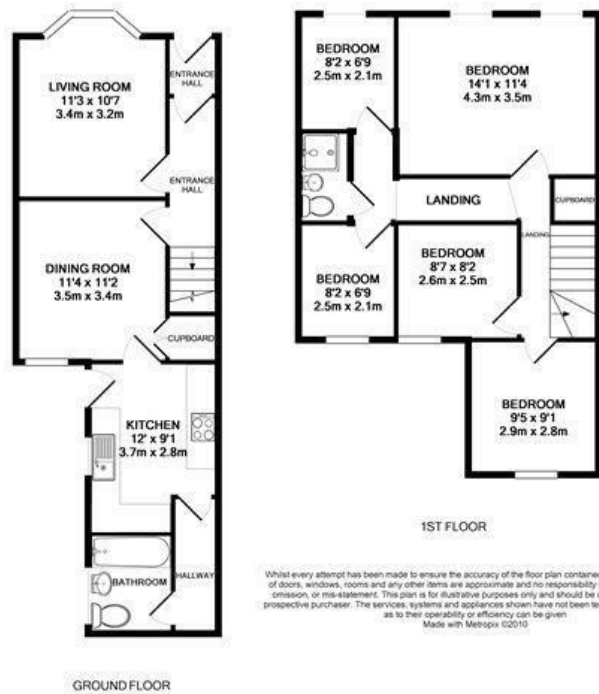 LIVING ROOM
11'3 x 10'7
3.4m x 3.2m
ENTRANCE
HALL
ENTRANCE
HALL
DINING ROOM
11'4 x 11'2
3.5m x 3.4m
CUPBOARD
KITCHEN
12' x 9'1
3.7m x 2.8m
BATHROOM
HALLWAY
GROUND FLOOR
BEDROOM
8'2 x 6'9
2.5m x 2.1m
BEDROOM
14'1 x 11'4
4.3m x 3.5m
LANDING
LANDING
CUPBOARD
BEDROOM
8'2 x 6'9
2.5m x 2.1m
BEDROOM
8'7 x 8'2
2.6m x 2.5m
BEDROOM
9'5 x 9'1
2.9m x 2.8m
1ST FLOOR
Whilst every attempt has been made to ensure the accuracy of the floor plan
of doors, windows, rooms and any other items are approximate and no responsibility
omission, or mis-statement. This plan is for illustrative purposes only and should be
prospective purchaser. The services, systems and appliances shown have not been
as to their operability or efficiency can be given
Made with Metropix ©2010